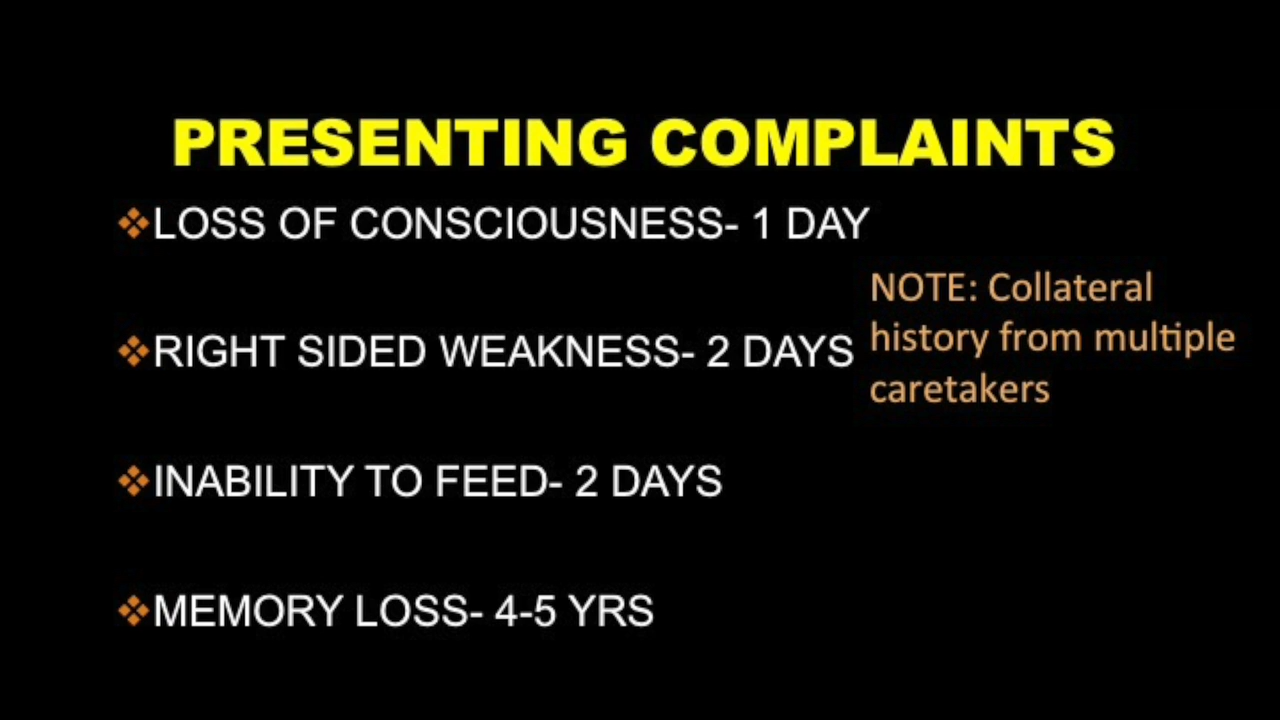 PRESENTING COMPLAINTS
❖LOSS OF CONSCIOUSNESS- 1 DAY
❖RIGHT SIDED WEAKNESS- 2 DAYS
❖INABILITY TO FEED- 2 DAYS
❖MEMORY LOSS- 4-5 YRS
NOTE: Collateral
history from multiple
caretakers